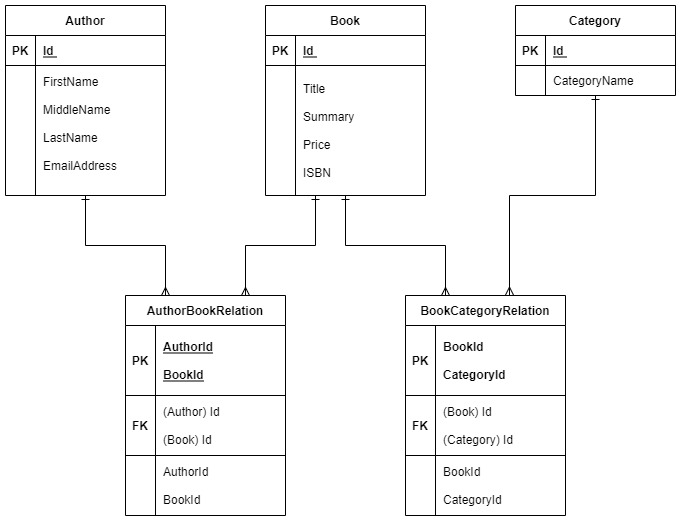 Author
PK Id
FirstName
MiddleName
LastName
EmailAddress
Book
PK Id
Title
Summary
Price
ISBN
Category
PK Id
CategoryName
AuthorBookRelation
PK
AuthorId
BookId
FK
(Author) Id
(Book) Id
AuthorId
BookId
BookCategoryRelation
PK
BookId
CategoryId
FK
(Book) Id
(Category) Id
BookId
CategoryId